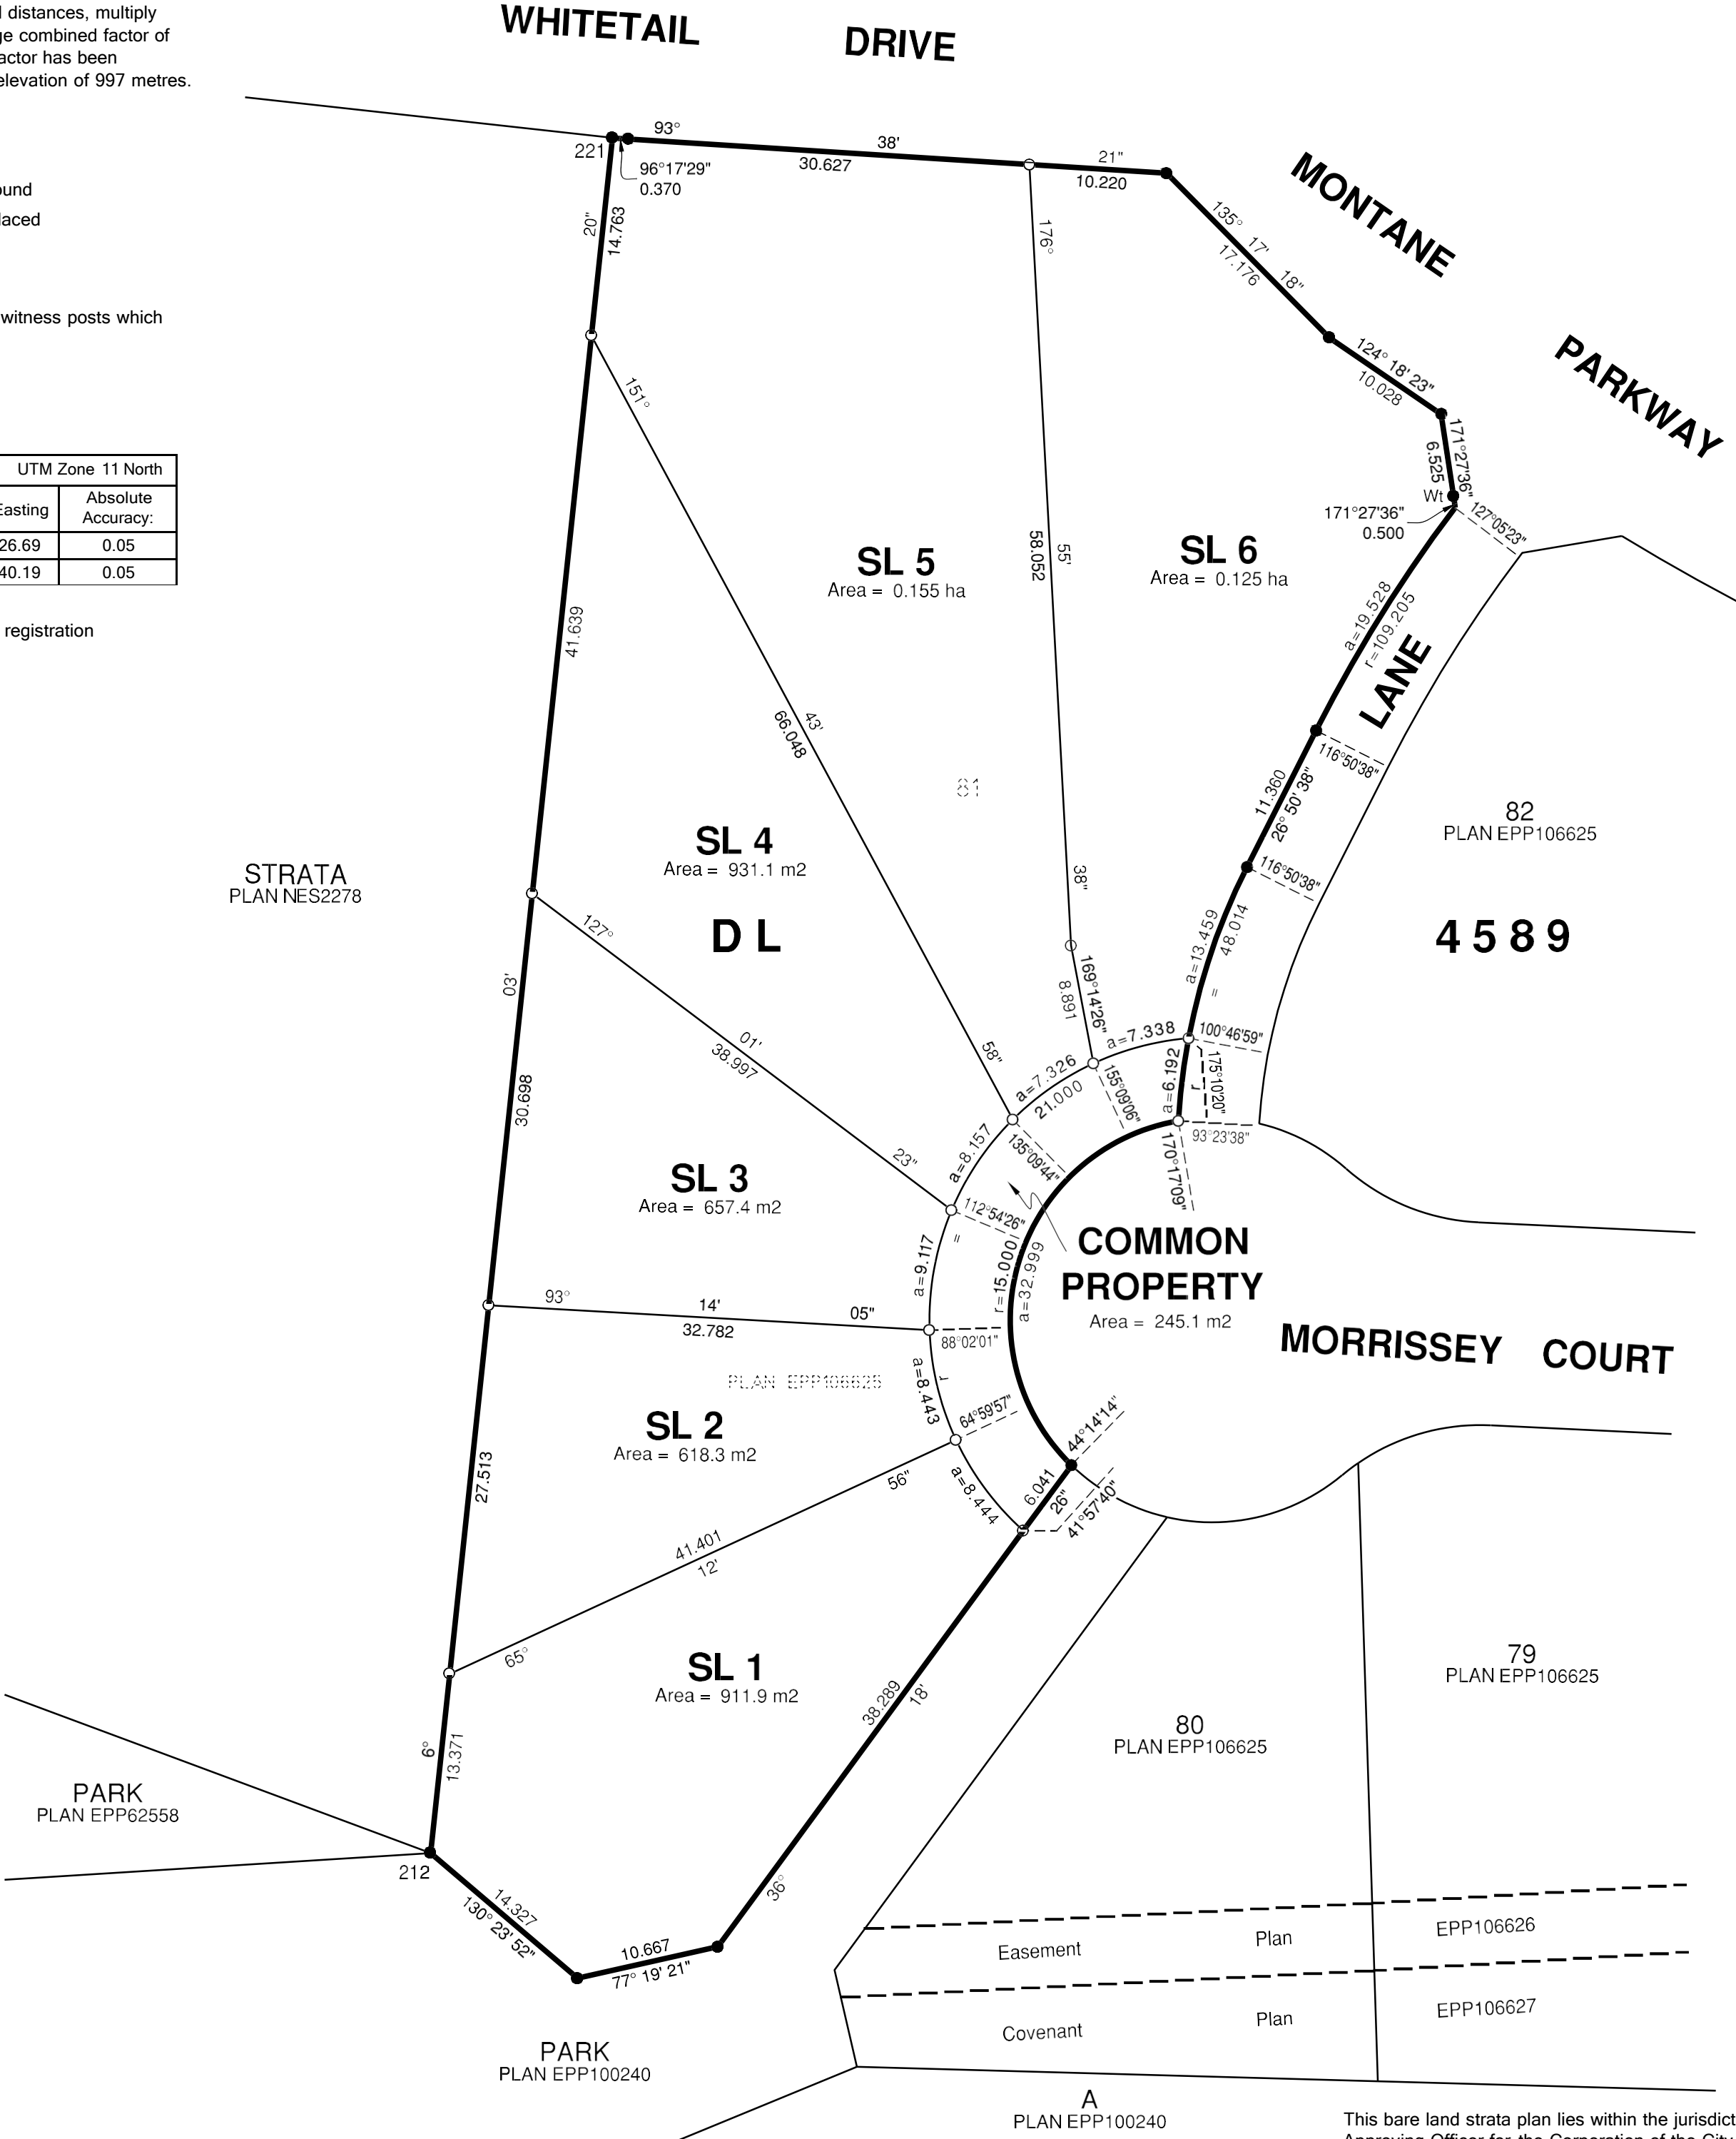 l distances, multiply
ge combined factor of
actor has been
elevation of 997 metres.
ound
laced
witness posts which
UTM Zone 11 North
Easting
Absolute
Accuracy:
26.69
0.05
40.19
0.05
registration
WHITETAIL DRIVE
MONTANE
PARKWAY
221
93° 38' 21"
30.627
10.220
96°17'29"
0.370
20"
14.763
176°
135° 17' 18"
17.176
124° 18' 23"
10.028
171°27'36"
6.525
Wt
171°27'36"
0.500
127°05'23"
151°
SL 5
Area = 0.155 ha
SL 6
Area = 0.125 ha
58.052
55'
41.639
a=19.528
r=109.205
LANE
43'
66.048
116°50'38"
11.360
26° 50' 38"
81
82
PLAN EPP106625
SL 4
Area = 931.1 m2
STRATA
PLAN NES2278
38"
116°50'38"
127°
D L
4589
a=13.459
48.014
=
03'
169°14'26"
8.891
01'
38.997
58"
a=7.338
100°46'59"
a=7.326
21.000
155°09'06"
a=6.192
175°10'20"
r
30.698
a=8.157
135°09'44"
93°23'38"
170°17'09"
23"
SL 3
Area = 657.4 m2
112°54'26"
=
a=9.117
r=15.000
a=32.999
COMMON
PROPERTY
Area = 245.1 m2
93° 14' 05"
32.782
88°02'01"
MORRISSEY COURT
PLAN EPP106625
r
a=8.443
SL 2
Area = 618.3 m2
64°59'57"
44°14'14"
27.513
56"
a=8.444
6.041
26"
41°57'40"
41.401
12'
65°
SL 1
Area = 911.9 m2
38.289
18'
79
PLAN EPP106625
80
PLAN EPP106625
6°
13.371
PARK
PLAN EPP62558
212
14.327
130° 23' 52"
36°
10.667
77° 19' 21"
Easement Plan EPP106626
Covenant Plan EPP106627
PARK
PLAN EPP100240
A
PLAN EPP100240
This bare land strata plan lies within the jurisdict
Approving Officer for the Corporation of the City